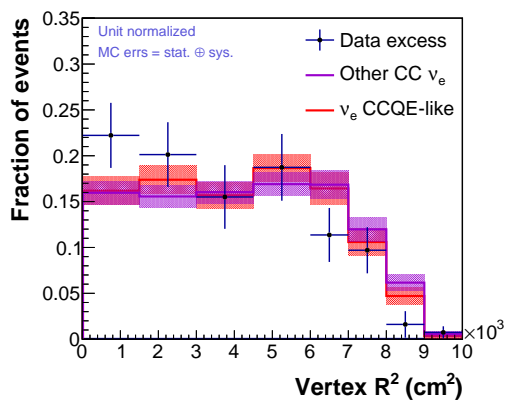 Unit normalized
MC errs = stat. ⊕ sys.
Data excess
Other CC νe
νe CCQE-like
Fraction of events
0.35
0.3
0.25
0.2
0.15
0.1
0.05
0
0 1 2 3 4 5 6 7 8 9 10
×10³
Vertex R² (cm²)